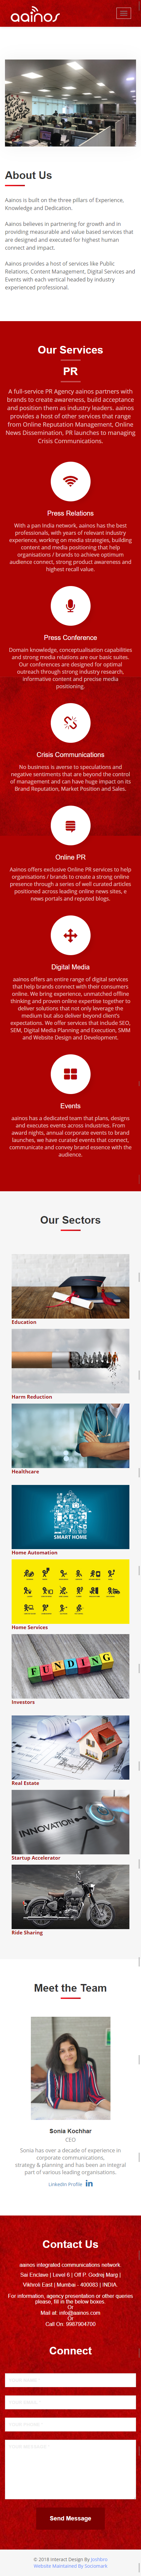 aainos
About Us
Aainos is built on the three pillars of Experience,
Knowledge and Dedication.
Aainos believes in partnering for growth and in
promoting measurable and value based services that
are designed and executed for highest human
connect and impact.
Aainos provides a host of services like Public
Relations, Content Management, Digital Services and
Events with each vertical headed by industry
experienced professional.
Our Services
PR
A full-service PR Agency aainos partners with
brands to create awareness, build acceptance
and position them as industry leaders. aainos
provides a host of other services that range
from Online Reputation Management, Online
News Dissemination, PR launches to managing
Crisis Communications.
Press Relations
With a pan India network, aainos has the best
professionals, with years of relevant industry
experience, working on media strategies, building
content and media positioning that help
organisations / brands to achieve optimum
audience connect, strong product awareness and
highest recall value.
Press Conference
Domain knowledge, conceptualisation capabilities
and strong media relations are our basic suites.
Our conferences are designed for optimal
outreach through strong industry research,
informative content and precise media
positioning.
Crisis Communications
No business is averse to speculations and
negative sentiments that are beyond the control
of management and can have huge impact on its
Brand Reputation, Market Position and Sales.
Online PR
Aainos offers exclusive Online PR services to help
organisations / brands to create a strong online
presence through a series of well curated articles
positioned across leading online news sites, e
news portals and reputed blogs.
Digital Media
aainos offers an entire range of digital services
that help brands connect with their consumers
online. We bring experience, unmatched offline
thinking and problem expertise together to
deliver solutions that not only leverage the
medium but also deliver beyond client's
expectations. We offer services that include SEO,
SEM, Digital Media Planning and Execution, SMM
and Website Design and Development.
Events
aainos has a dedicated team that plans, designs
and executes events across industries. From
award nights, annual corporate events to brand
launches, we have curated events that connect,
communicate and convey brand essence with the
audience.
Our Sectors
Education
Harm Reduction
Healthcare
SMART HOME
Home Automation
Home Services
FUNDING
Investors
Real Estate
INNOVATION
Startup Accelerator
Ride Sharing
Meet the Team
Sonia Kochhar
CEO
Sonia has over a decade of experience in
corporate communications,
strategy & planning and has been an integral
part of various leading organisations.
LinkedIn Profile in
Contact Us
aainos integrated communications network.
Sai Enclave | Level 6 | Off P. Godrej Marg |
Vikhroli East | Mumbai - 400083 | INDIA.
For information, agency presentation or other queries
please, fill in the below boxes.
Or
Mail at: info@aainos.com
Or
Call On: 9987904700
Connect
Send Message
© 2018 Interact Design By Joshbro
Website Maintained By Sociomark